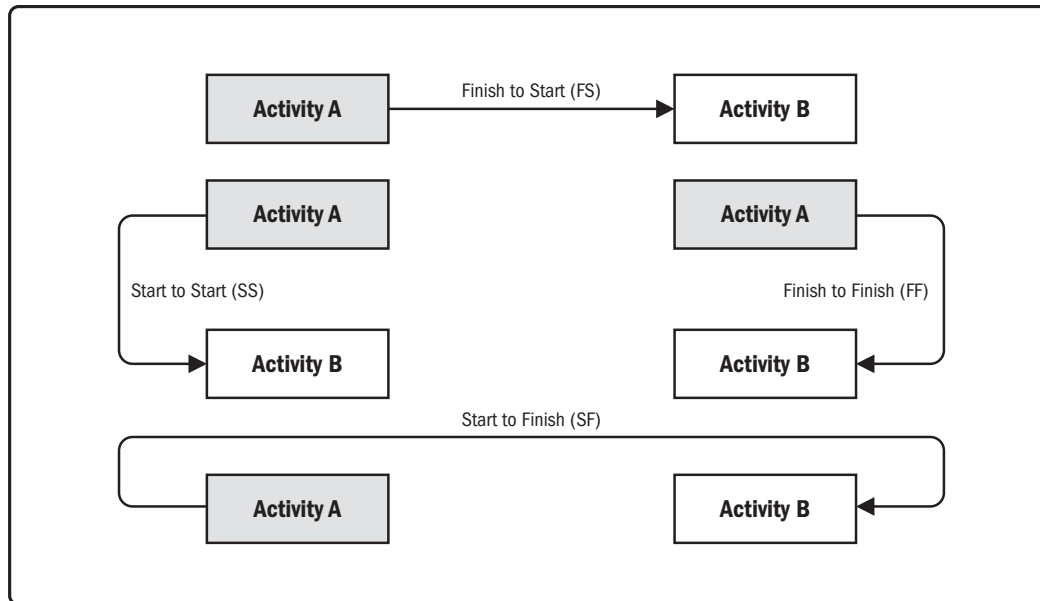 Finish to Start (FS)
Activity A
Activity B
Activity A
Activity A
Start to Start (SS)
Finish to Finish (FF)
Activity B
Activity B
Start to Finish (SF)
Activity A
Activity B